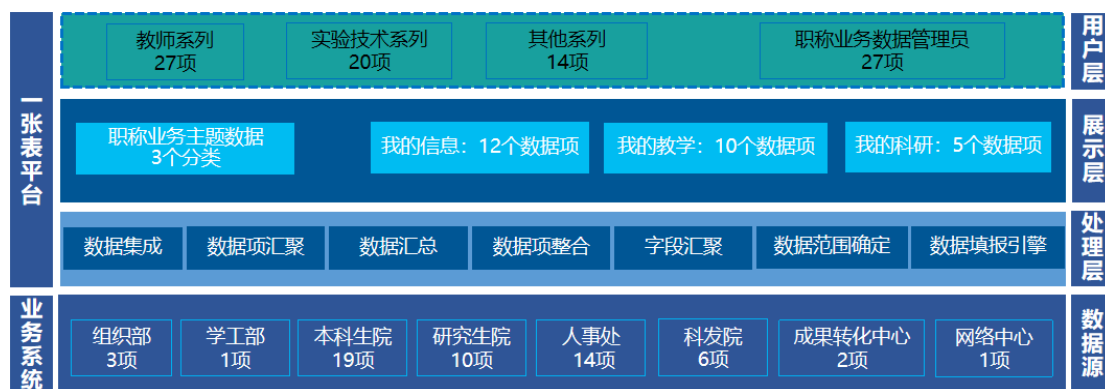 一张表平台
教师系列
27项
实验技术系列
20项
其他系列
14项
职称业务数据管理员
27项
用户层
职称业务主题数据
3个分类
我的信息：12个数据项
我的教学：10个数据项
我的科研：5个数据项
展示层
数据集成
数据项汇聚
数据汇总
数据项整合
字段汇聚
数据范围确定
数据填报引擎
处理层
业务系统
组织部
3项
学工部
1项
本科生院
19项
研究生院
10项
人事处
14项
科发院
6项
成果转化中心
2项
网络中心
1项
数据源